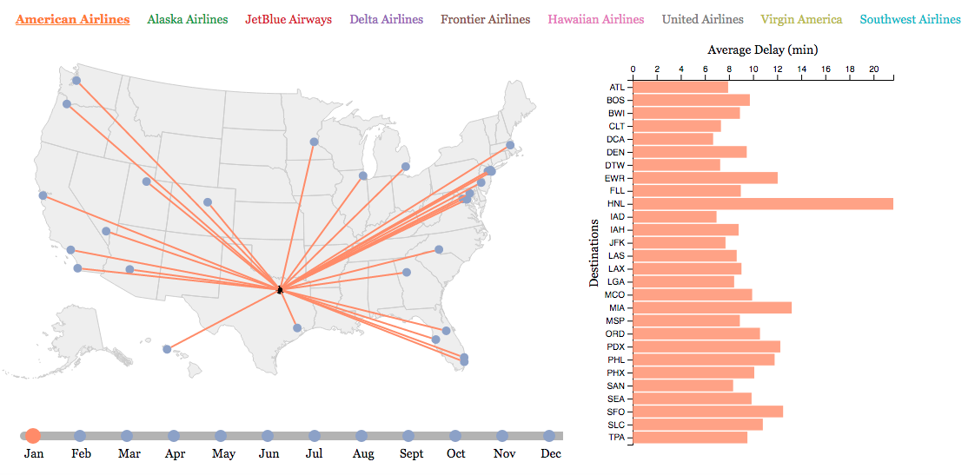 American Airlines Alaska Airlines JetBlue Airways Delta Airlines Frontier Airlines Hawaiian Airlines United Airlines Virgin America Southwest Airlines
Average Delay (min)
0 2 4 6 8 10 12 14 16 18 20
Destinations
ATL
BOS
BWI
CLT
DCA
DEN
DTW
EWR
FLL
HNL
IAD
IAH
JFK
LAS
LAX
LGA
MCO
MIA
MSP
ORD
PDX
PHL
PHX
SAN
SEA
SFO
SLC
TPA
Jan Feb Mar Apr May Jun Jul Aug Sept Oct Nov Dec